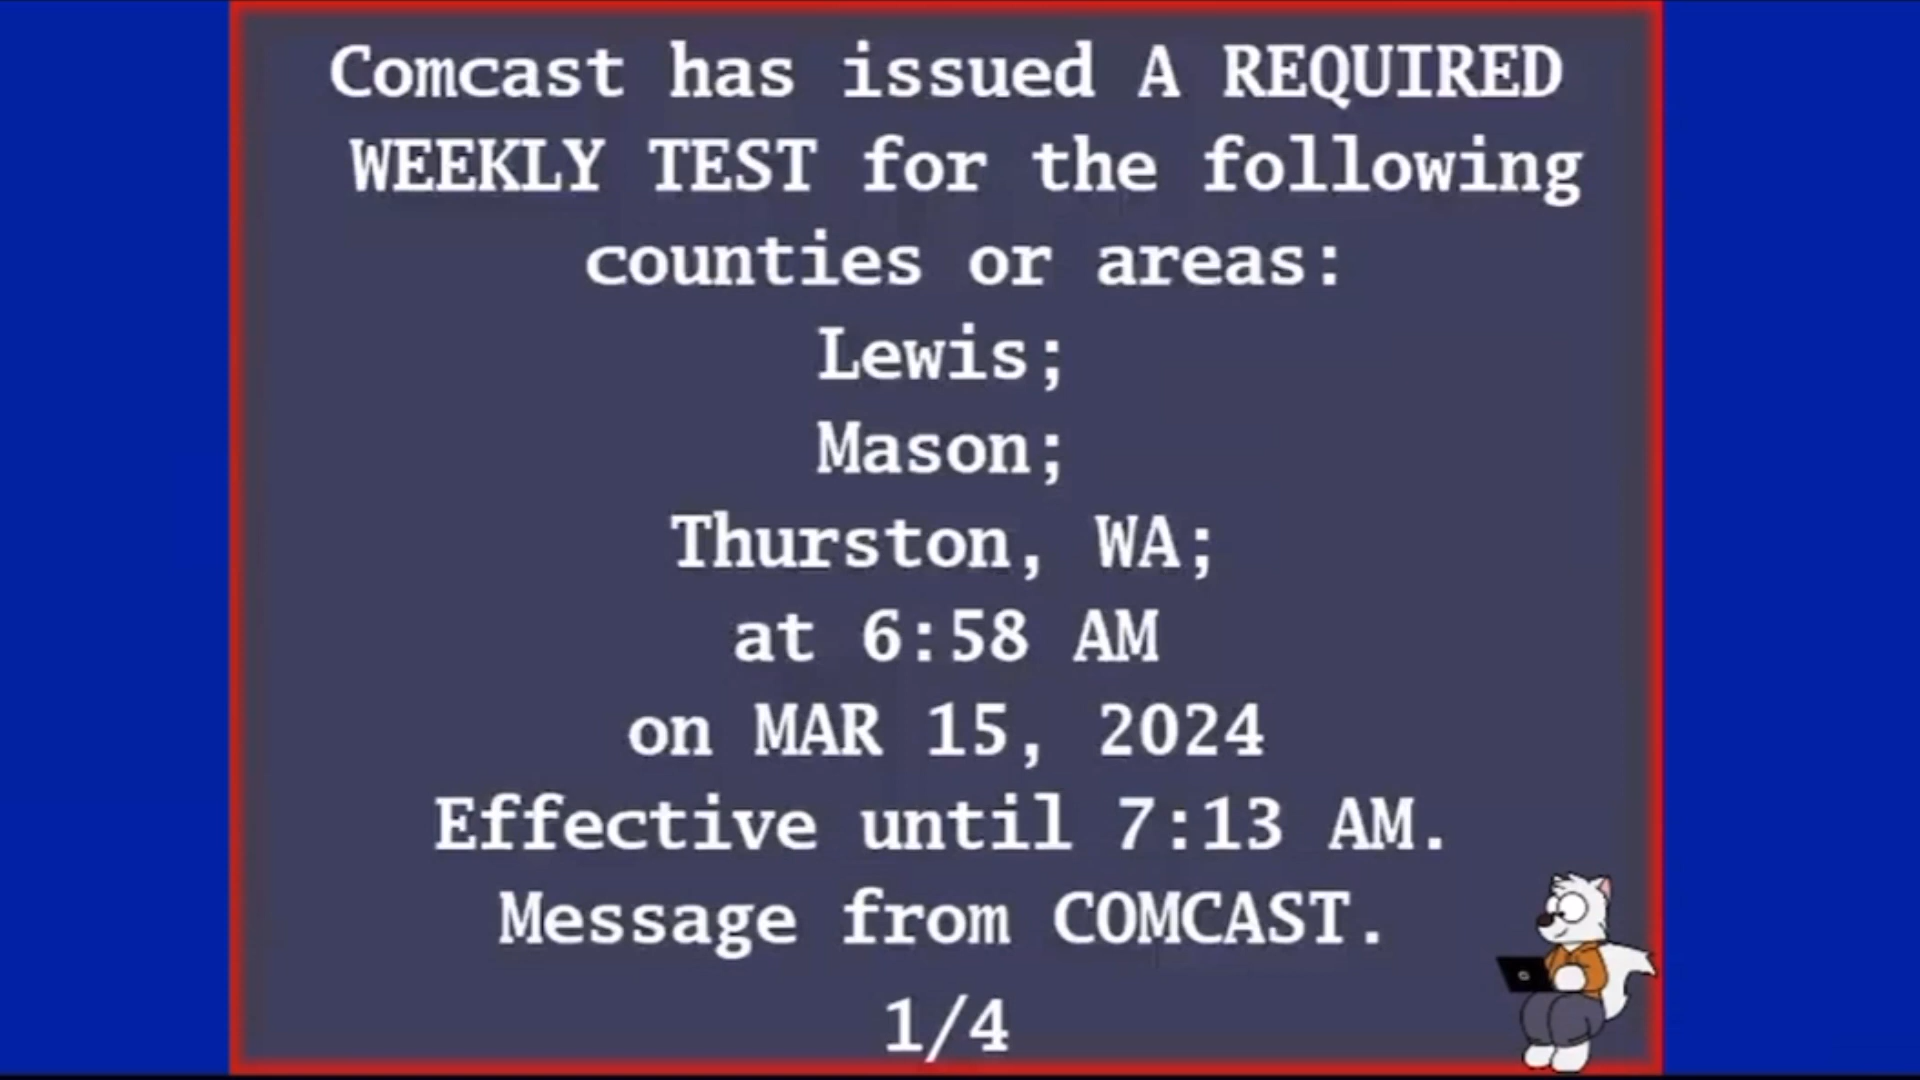 Comcast has issued A REQUIRED
WEEKLY TEST for the following
counties or areas:
Lewis;
Mason;
Thurston, WA;
at 6:58 AM
on MAR 15, 2024
Effective until 7:13 AM.
Message from COMCAST.
1/4